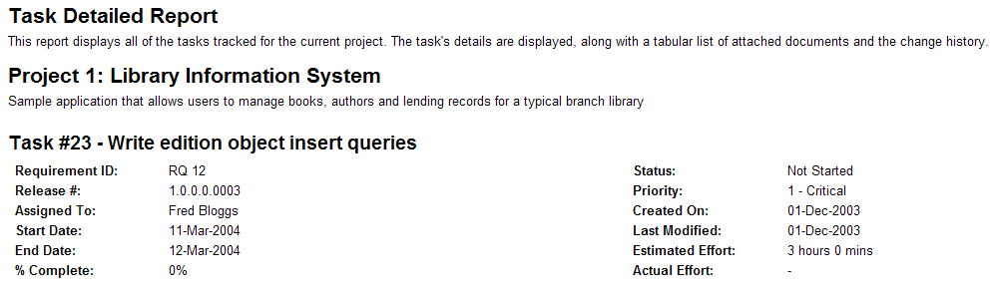 Task Detailed Report
This report displays all of the tasks tracked for the current project. The task's details are displayed, along with a tabular list of attached documents and the change history.
Project 1: Library Information System
Sample application that allows users to manage books, authors and lending records for a typical branch library
Task #23 - Write edition object insert queries
Requirement ID: RQ 12 Status: Not Started
Release #: 1.0.0.0.0003 Priority: 1 - Critical
Assigned To: Fred Bloggs Created On: 01-Dec-2003
Start Date: 11-Mar-2004 Last Modified: 01-Dec-2003
End Date: 12-Mar-2004 Estimated Effort: 3 hours 0 mins
% Complete: 0% Actual Effort: -